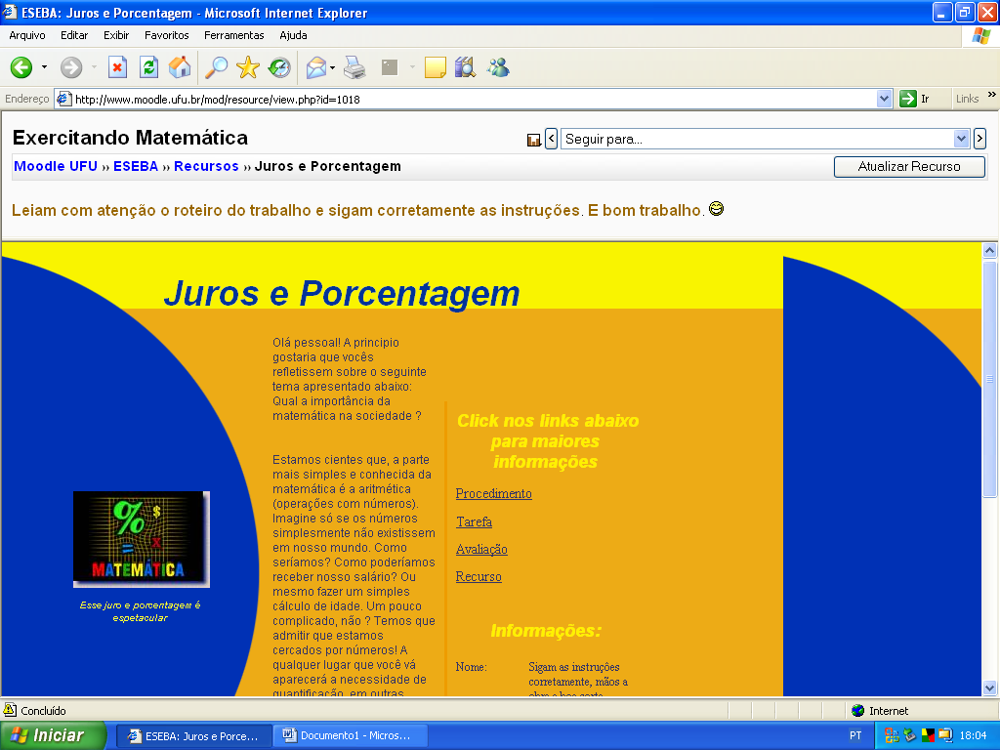 ESEBA: Juros e Porcentagem - Microsoft Internet Explorer
Arquivo Editar Exibir Favoritos Ferramentas Ajuda
Endereço http://www.moodle.ufu.br/mod/resource/view.php?id=1018 Ir Links »
Exercitando Matemática
< Seguir para... >
Moodle UFU ›› ESEBA ›› Recursos ›› Juros e Porcentagem
Atualizar Recurso
Leiam com atenção o roteiro do trabalho e sigam corretamente as instruções. E bom trabalho.
Juros e Porcentagem
Olá pessoal! A principio
gostaria que vocês
refletissem sobre o seguinte
tema apresentado abaixo:
Qual a importância da
matemática na sociedade ?
Estamos cientes que, a parte
mais simples e conhecida da
matemática é a aritmética
(operações com números).
Imagine só se os números
simplesmente não existissem
em nosso mundo. Como
seríamos? Como poderíamos
receber nosso salário? Ou
mesmo fazer um simples
cálculo de idade. Um pouco
complicado, não ? Temos que
admitir que estamos
cercados por números! A
qualquer lugar que você vá
aparecerá a necessidade de
quantificação, em outras
Click nos links abaixo
para maiores
informações
Procedimento
Tarefa
Avaliação
Recurso
Informações:
Nome: Sigam as instruções
corretamente, mãos a
obra e boa sorte
% $
= x
MATEMÁTICA
Esse juro e porcentagem é
espetacular
Concluído
Internet
Iniciar
ESEBA: Juros e Porce...
Documento1 - Micros...
PT
18:04